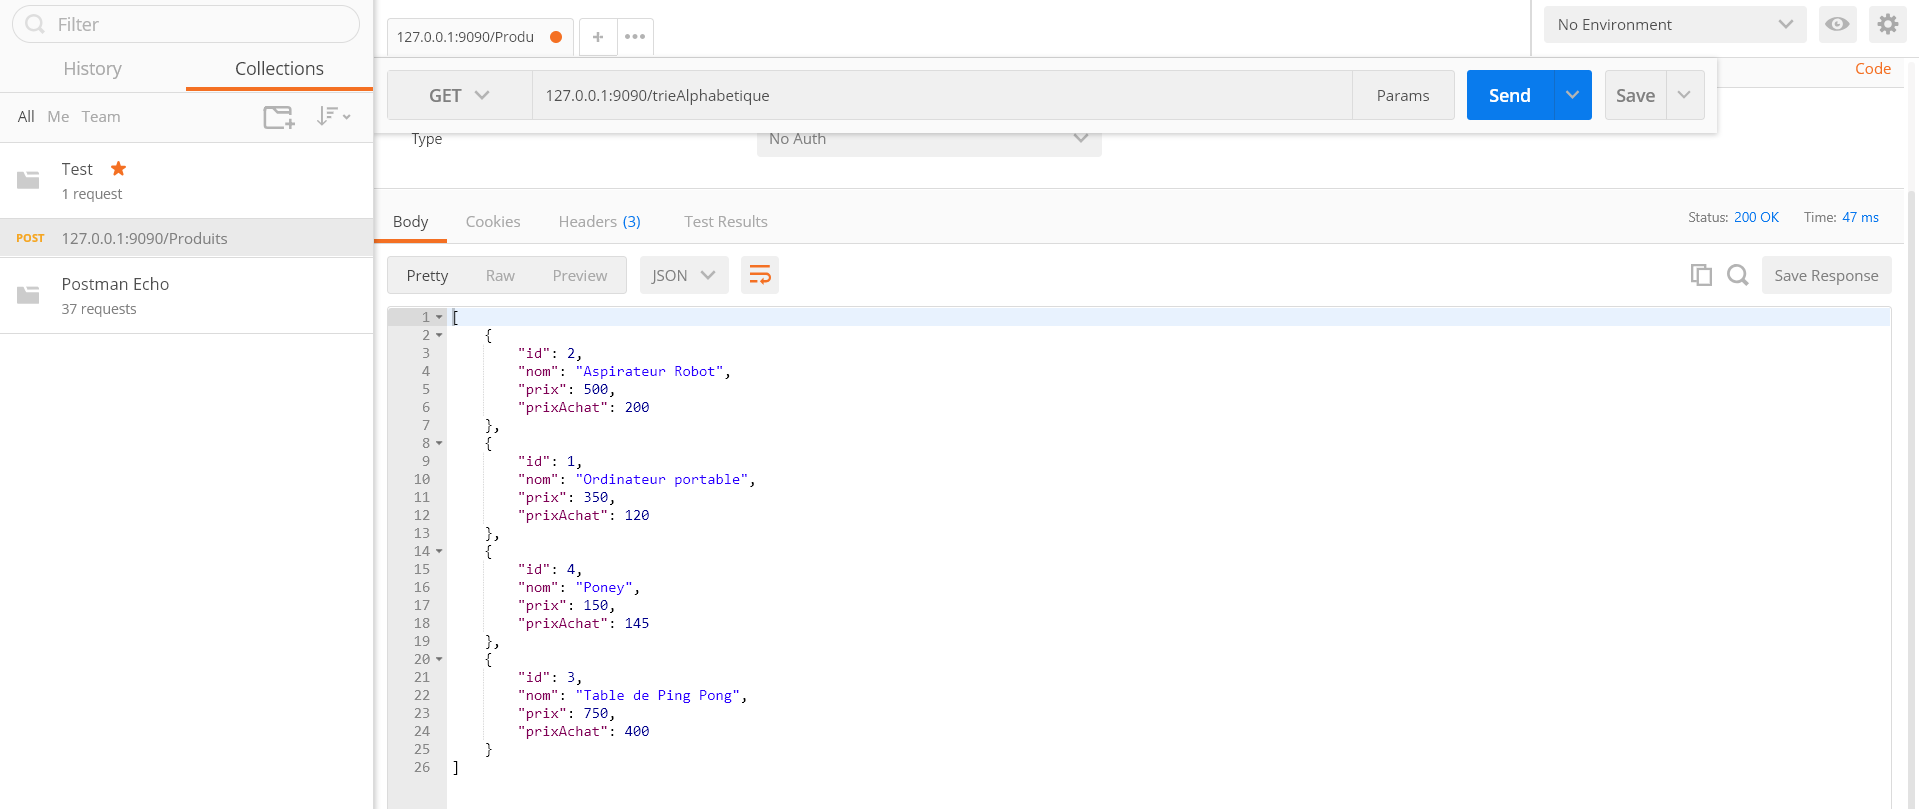 Filter
History Collections
All Me Team
Test
1 request
POST 127.0.0.1:9090/Produits
Postman Echo
37 requests
127.0.0.1:9090/Produ + •••
No Environment
GET 127.0.0.1:9090/trieAlphabetique Params Send Save
Code
Type No Auth
Body Cookies Headers (3) Test Results Status: 200 OK Time: 47 ms
Pretty Raw Preview JSON Save Response
1 [
2 {
3 "id": 2,
4 "nom": "Aspirateur Robot",
5 "prix": 500,
6 "prixAchat": 200
7 },
8 {
9 "id": 1,
10 "nom": "Ordinateur portable",
11 "prix": 350,
12 "prixAchat": 120
13 },
14 {
15 "id": 4,
16 "nom": "Poney",
17 "prix": 150,
18 "prixAchat": 145
19 },
20 {
21 "id": 3,
22 "nom": "Table de Ping Pong",
23 "prix": 750,
24 "prixAchat": 400
25 }
26 ]